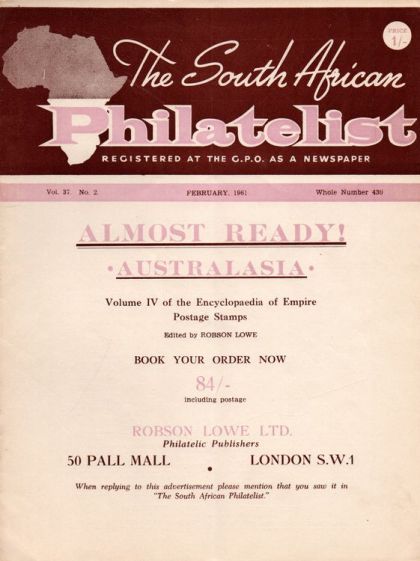 PRICE
1/-
The South African
Philatelist
REGISTERED AT THE G.P.O. AS A NEWSPAPER
Vol. 37. No. 2. FEBRUARY, 1961. Whole Number 439
ALMOST READY!
• AUSTRALASIA •
Volume IV of the Encyclopaedia of Empire
Postage Stamps
Edited by ROBSON LOWE
BOOK YOUR ORDER NOW
84/-
including postage
ROBSON LOWE LTD.
Philatelic Publishers
50 PALL MALL • LONDON S.W.1
When replying to this advertisement please mention that you saw it in
"The South African Philatelist."